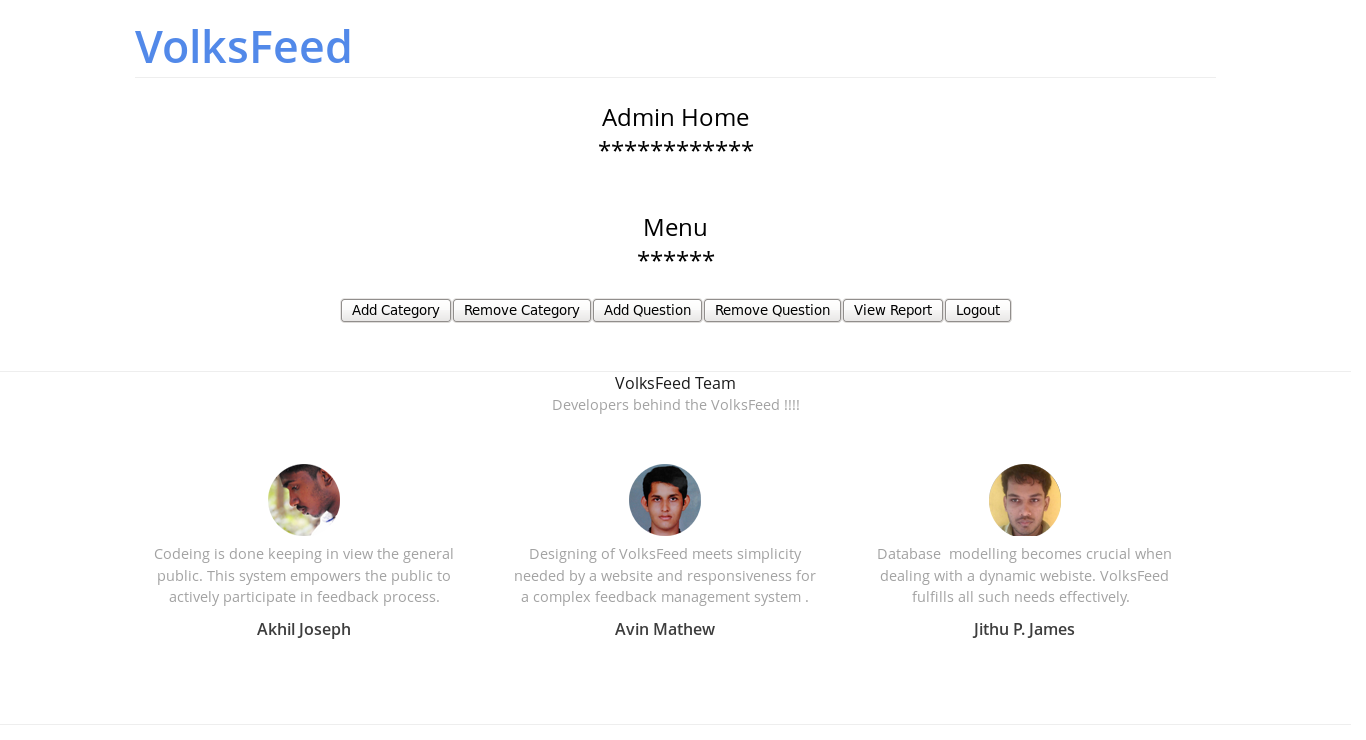 VolksFeed
Admin Home
************
Menu
******
Add Category Remove Category Add Question Remove Question View Report Logout
VolksFeed Team
Developers behind the VolksFeed !!!!
Codeing is done keeping in view the general
public. This system empowers the public to
actively participate in feedback process.
Akhil Joseph
Designing of VolksFeed meets simplicity
needed by a website and responsiveness for
a complex feedback management system .
Avin Mathew
Database  modelling becomes crucial when
dealing with a dynamic webiste. VolksFeed
fulfills all such needs effectively.
Jithu P. James